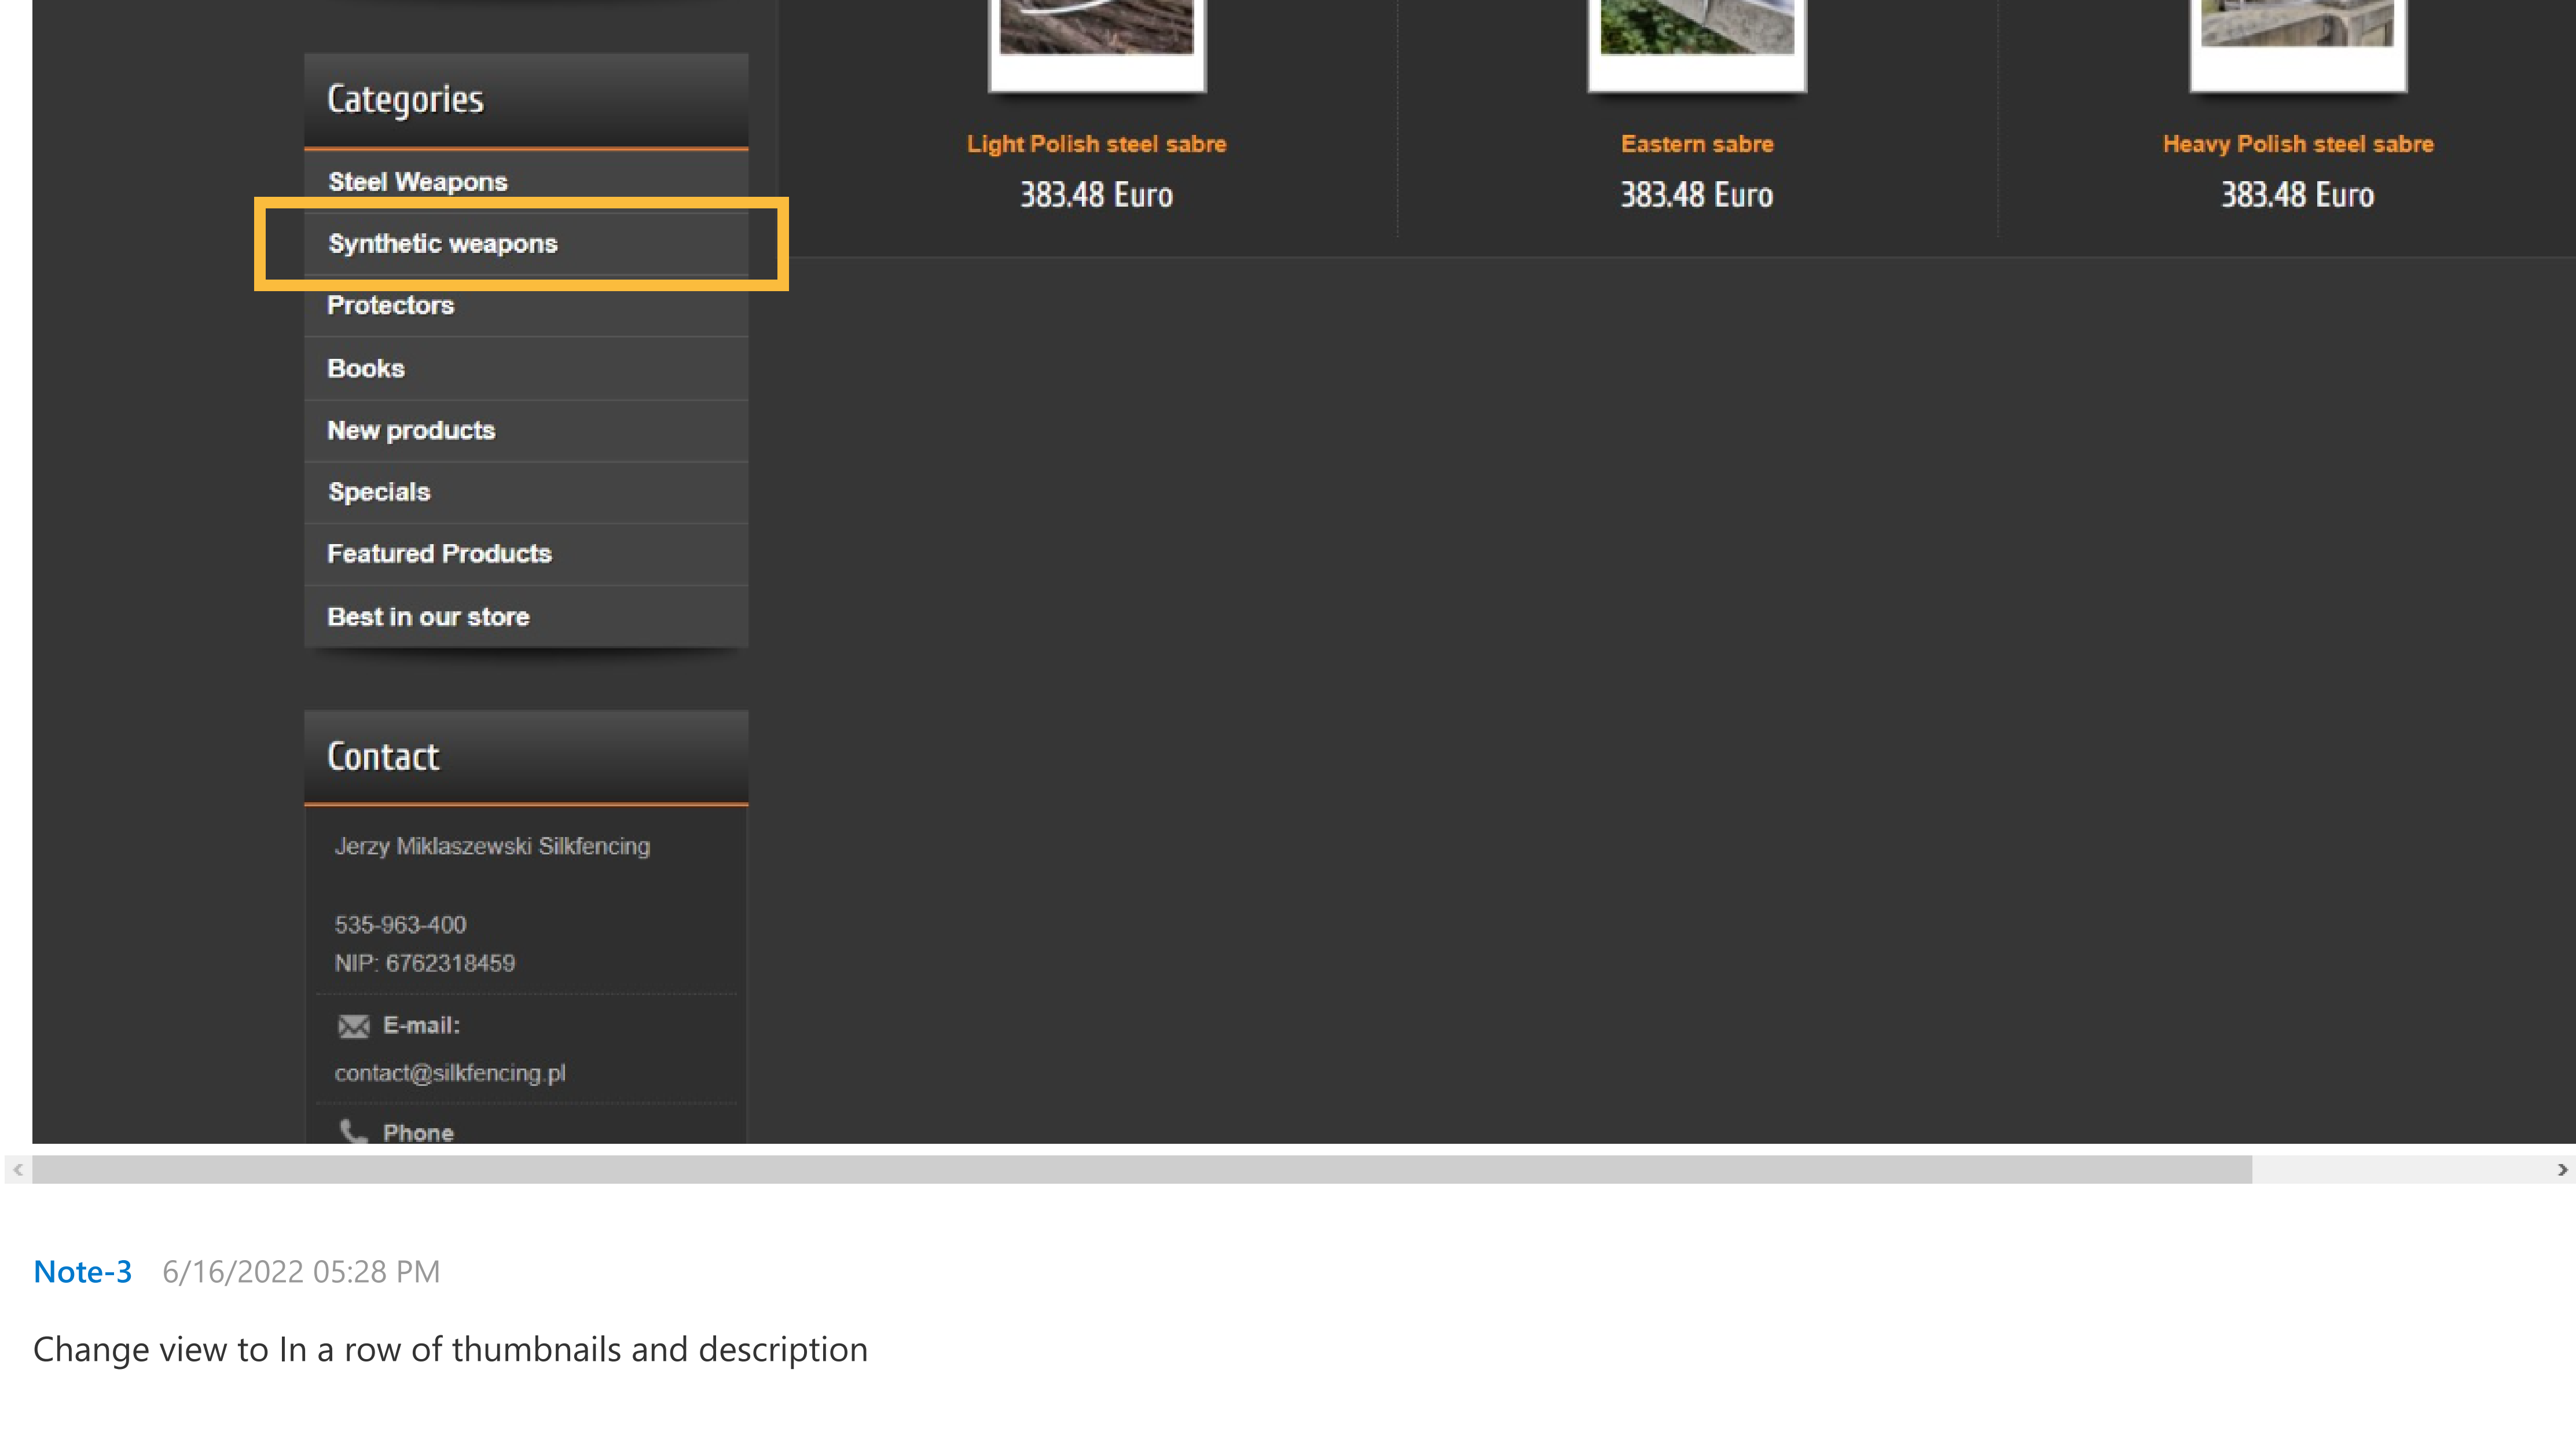 Categories
Steel Weapons
Synthetic weapons
Protectors
Books
New products
Specials
Featured Products
Best in our store
Light Polish steel sabre
383.48 Euro
Eastern sabre
383.48 Euro
Heavy Polish steel sabre
383.48 Euro
Contact
Jerzy Miklaszewski Silkfencing
535-963-400
NIP: 6762318459
E-mail:
contact@silkfencing.pl
Phone
Note-3 6/16/2022 05:28 PM
Change view to In a row of thumbnails and description